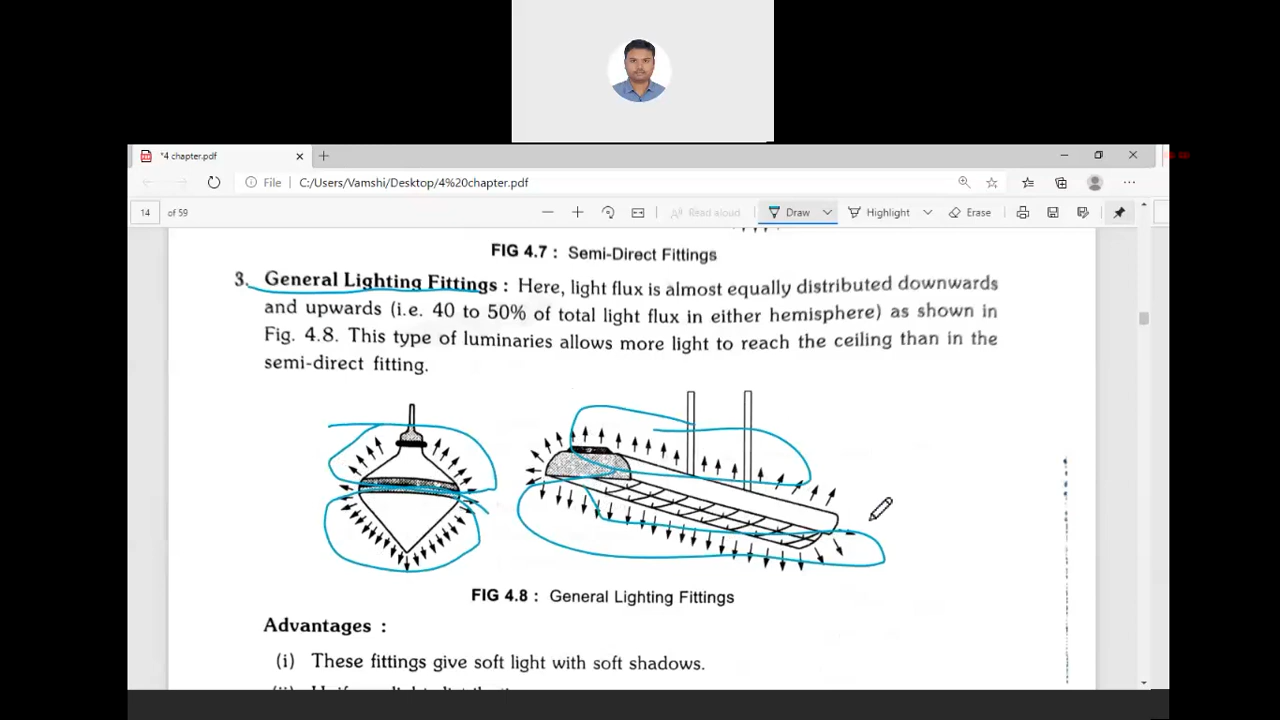 *4 chapter.pdf
File C:/Users/Vamshi/Desktop/4%20chapter.pdf
14 of 59 Read aloud Draw Highlight Erase
FIG 4.7 : Semi-Direct Fittings
3. General Lighting Fittings : Here, light flux is almost equally distributed downwards
and upwards (i.e. 40 to 50% of total light flux in either hemisphere) as shown in
Fig. 4.8. This type of luminaries allows more light to reach the ceiling than in the
semi-direct fitting.
FIG 4.8 : General Lighting Fittings
Advantages :
(i) These fittings give soft light with soft shadows.